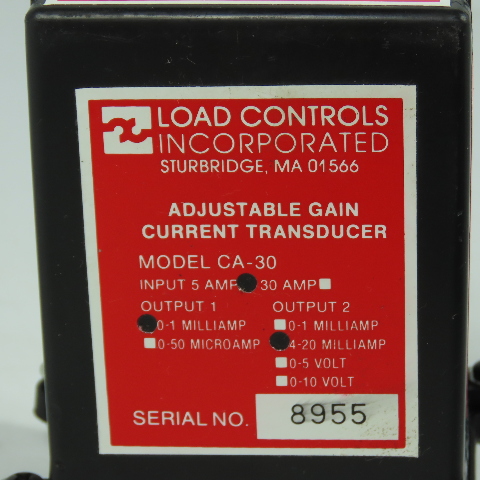 LOAD CONTROLS
INCORPORATED
STURBRIDGE, MA 01566
ADJUSTABLE GAIN
CURRENT TRANSDUCER
MODEL CA-30
INPUT 5 AMP 30 AMP
OUTPUT 1 OUTPUT 2
0-1 MILLIAMP 0-1 MILLIAMP
0-50 MICROAMP 4-20 MILLIAMP
0-5 VOLT
0-10 VOLT
SERIAL NO. 8955